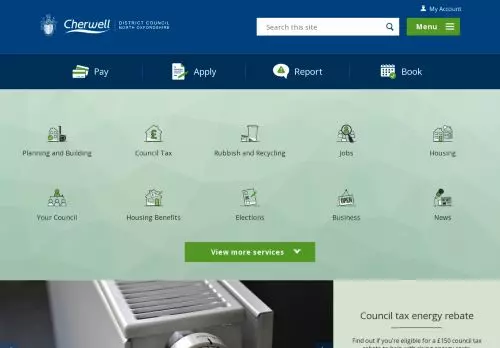 My Account
Cherwell
DISTRICT COUNCIL
NORTH OXFORDSHIRE
Search this site
Menu
Pay
Apply
Report
Book
Planning and Building
Council Tax
Rubbish and Recycling
Jobs
Housing
Your Council
Housing Benefits
Elections
Business
News
View more services
Council tax energy rebate
Find out if you're eligible for a £150 council tax